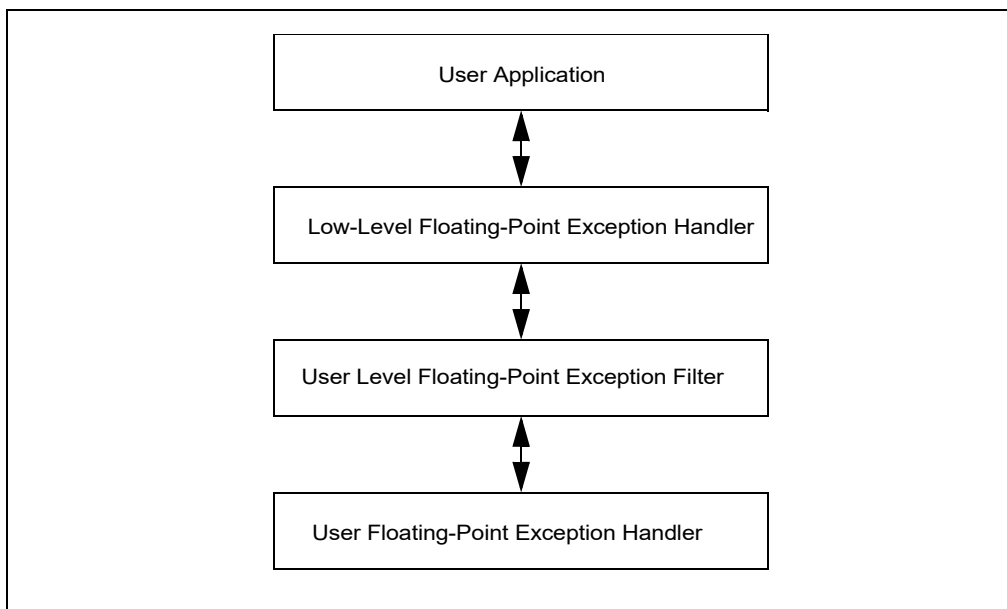 User Application
Low-Level Floating-Point Exception Handler
User Level Floating-Point Exception Filter
User Floating-Point Exception Handler